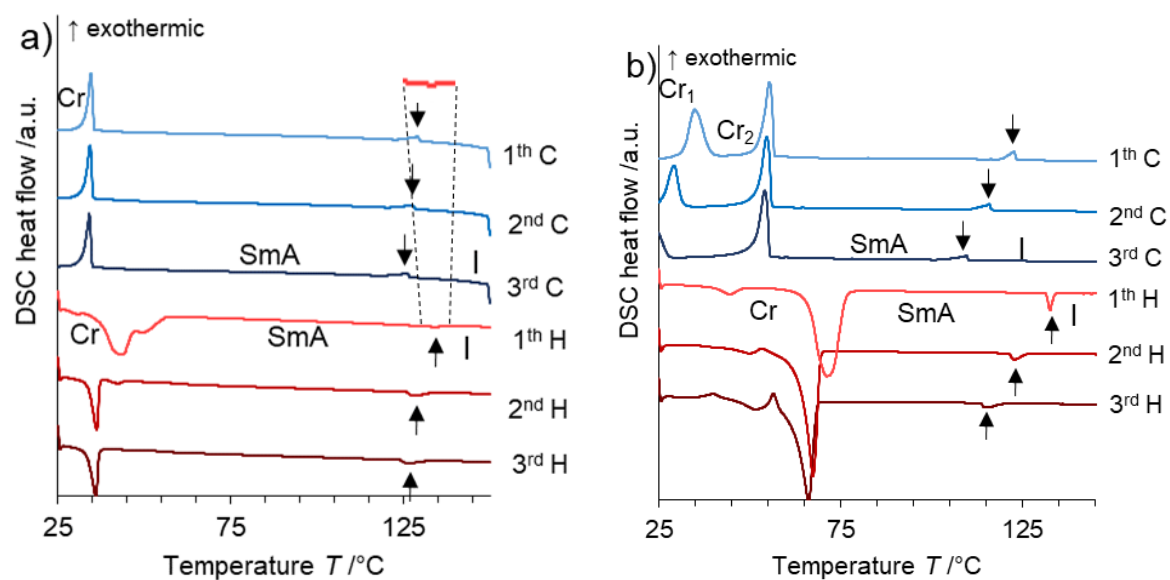 a)
↑ exothermic
Cr
1th C
2nd C
SmA
I
3rd C
Cr
SmA
I
1th H
2nd H
3rd H
DSC heat flow /a.u.
25
75
125
Temperature T /°C
b)
↑ exothermic
Cr1
Cr2
1th C
2nd C
SmA
I
3rd C
Cr
SmA
I
1th H
2nd H
3rd H
DSC heat flow /a.u.
25
75
125
Temperature T /°C